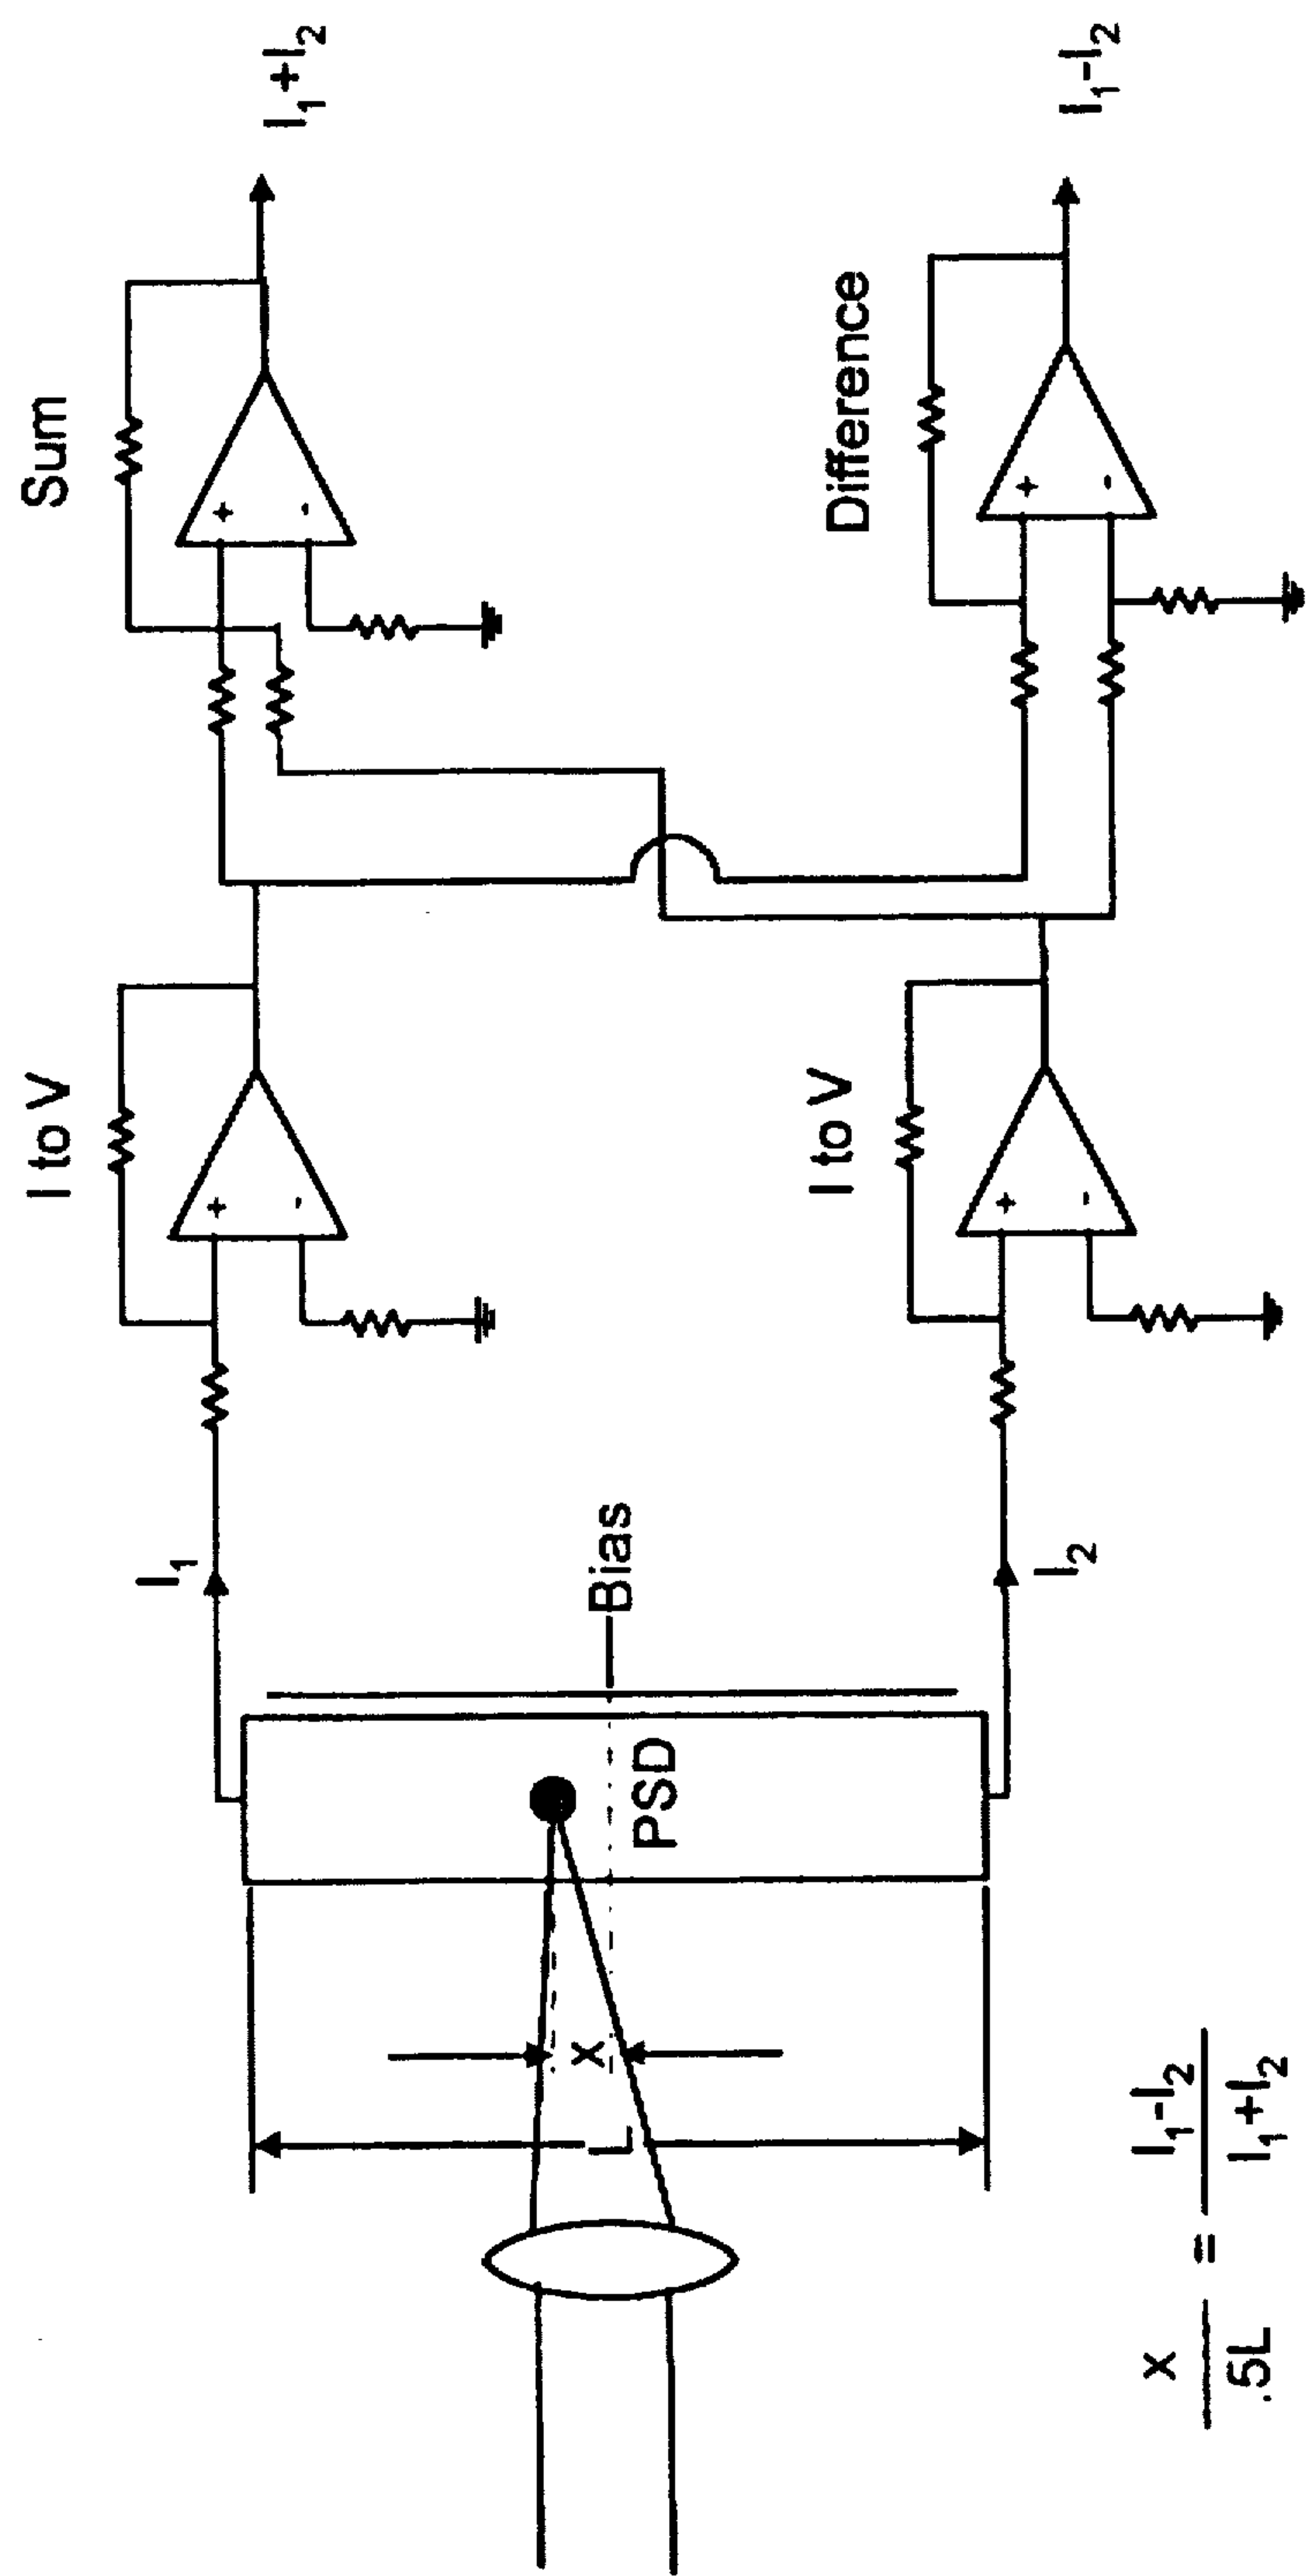 Sum
I₁+I₂
I to V
+
-
+
-
I₁
Bias
PSD
x
L
I to V
+
-
Difference
+
-
I₁-I₂
I₂
x
.5L
=
I₁-I₂
I₁+I₂